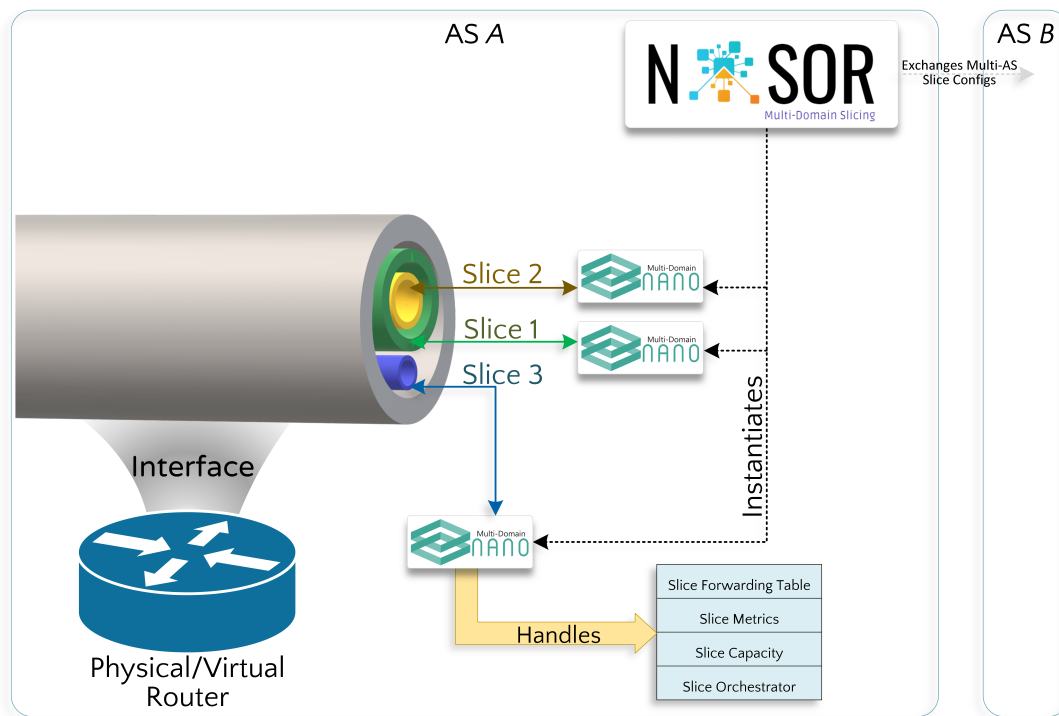 AS A
AS B
N SOR
Multi-Domain Slicing
Exchanges Multi-AS
Slice Configs
Slice 2
Multi-Domain
NANO
Slice 1
Multi-Domain
NANO
Slice 3
Instantiates
Interface
Multi-Domain
NANO
Handles
Slice Forwarding Table
Slice Metrics
Slice Capacity
Slice Orchestrator
Physical/Virtual
Router